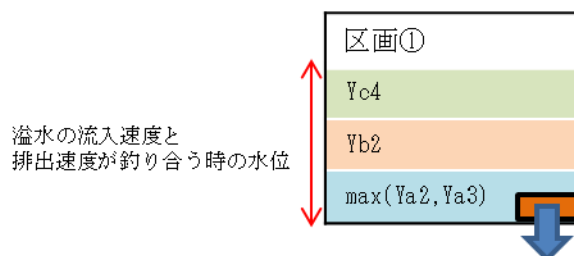 区画①
Yc4
Yb2
max(Ya2,Ya3)
溢水の流入速度と
排出速度が釣り合う時の水位